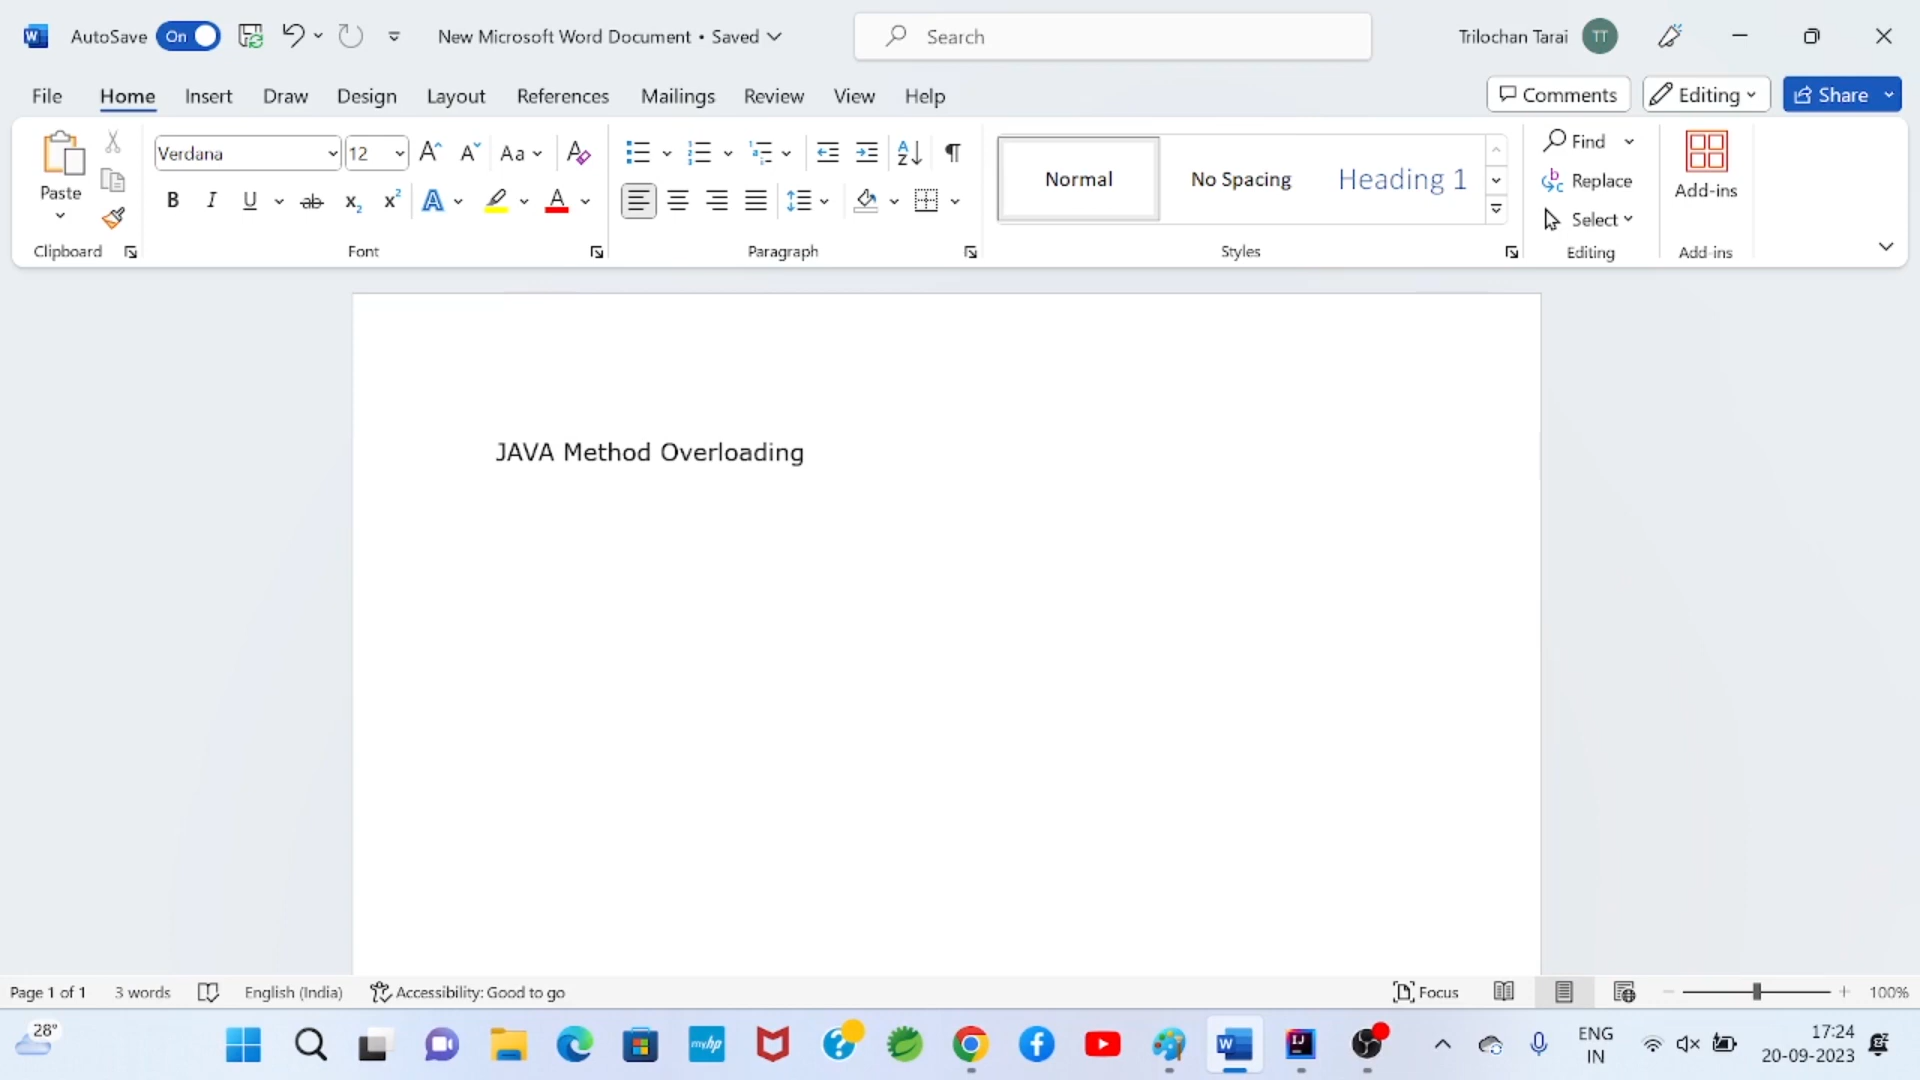 AutoSave On New Microsoft Word Document • Saved Search Trilochan Tarai TT
File Home Insert Draw Design Layout References Mailings Review View Help Comments Editing Share
Paste Verdana 12 Aa Normal No Spacing Heading 1 Find Replace Select Add-ins
Clipboard Font Paragraph Styles Editing Add-ins
JAVA Method Overloading
Page 1 of 1 3 words English (India) Accessibility: Good to go Focus 100%
28° myhp ENG IN 17:24
20-09-2023